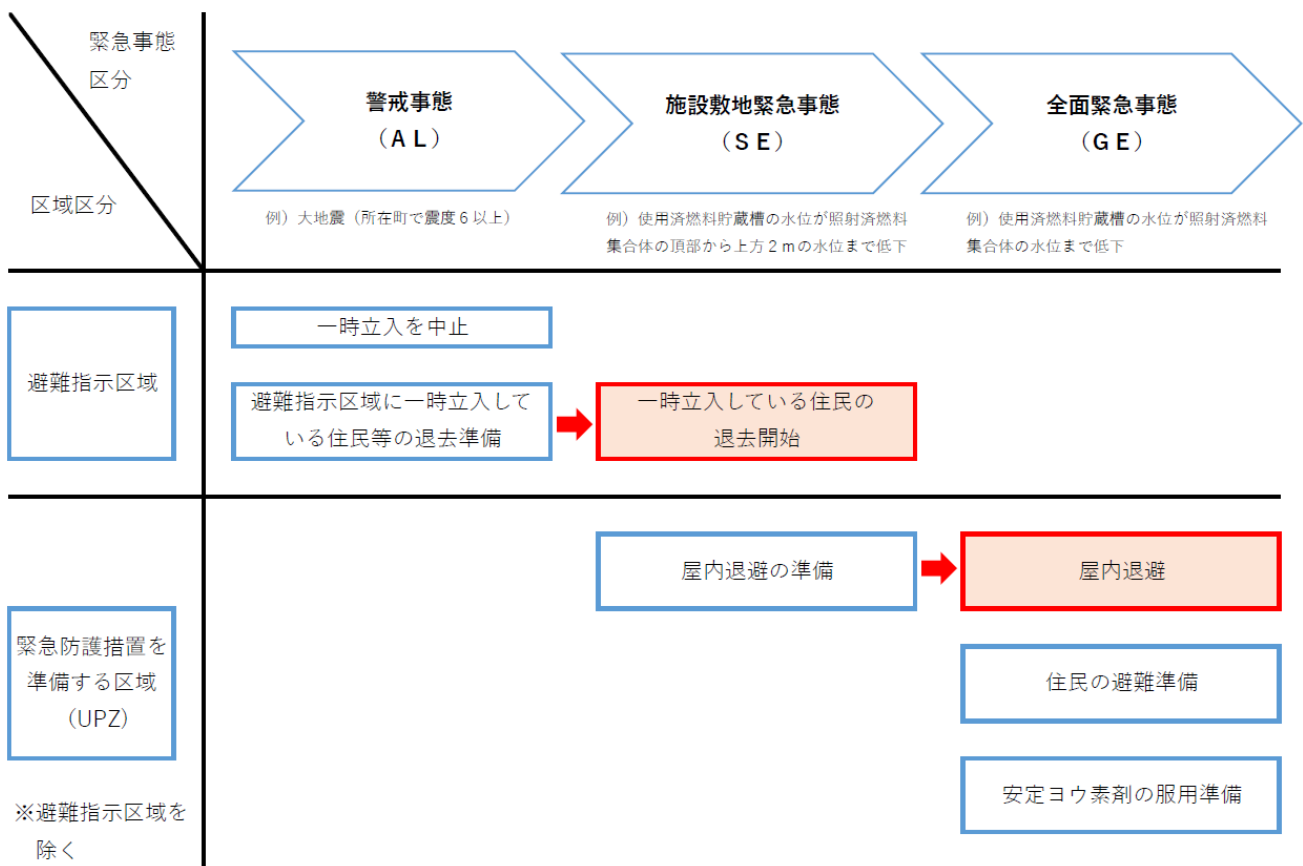 緊急事態
区分
区域区分
警戒事態
（ＡＬ）
例）大地震（所在町で震度６以上）
施設敷地緊急事態
（ＳＥ）
例）使用済燃料貯蔵槽の水位が照射済燃料
集合体の頂部から上方２ｍの水位まで低下
全面緊急事態
（ＧＥ）
例）使用済燃料貯蔵槽の水位が照射済燃料
集合体の水位まで低下
避難指示区域
一時立入を中止
避難指示区域に一時立入して
いる住民等の退去準備
一時立入している住民の
退去開始
緊急防護措置を
準備する区域
（UPZ）
※避難指示区域を
除く
屋内退避の準備
屋内退避
住民の避難準備
安定ヨウ素剤の服用準備